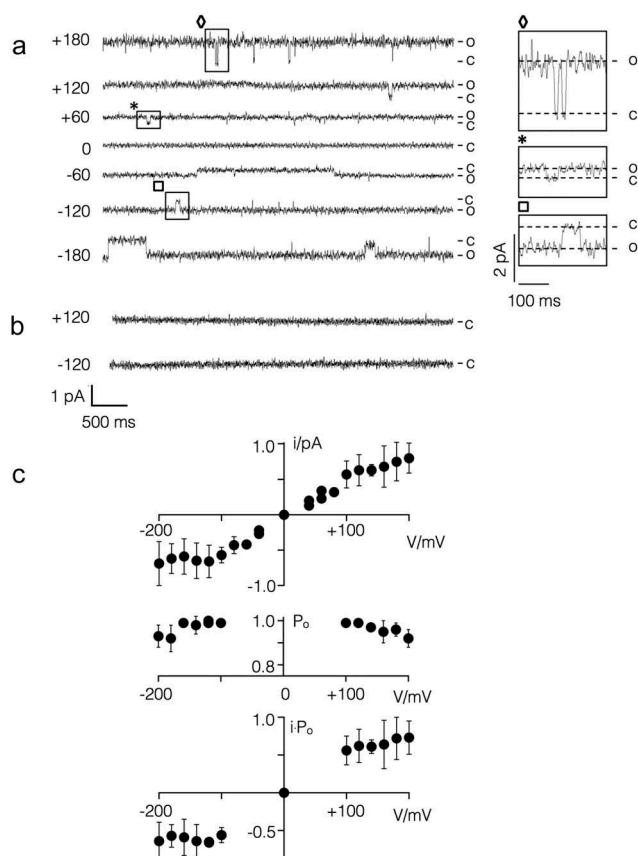 a
◊
+180
o
c
+120
o
c
*
+60
o
c
0
c
-60
c
o
□
-120
c
o
-180
c
o
◊
o
c
*
o
c
□
c
o
2 pA
100 ms
b
+120
c
-120
c
1 pA
500 ms
c
i/pA
1.0
-200
+100
V/mV
-1.0
1.0
Po
0.8
-200
0
+100
V/mV
1.0
i·Po
-200
+100
V/mV
-0.5